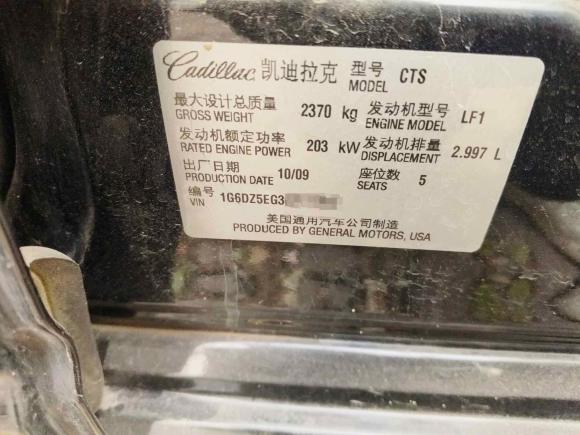 Cadillac 凯迪拉克 型号 CTS
MODEL
最大设计总质量 2370 kg 发动机型号 LF1
GROSS WEIGHT ENGINE MODEL
发动机额定功率 203 kW 发动机排量 2.997 L
RATED ENGINE POWER DISPLACEMENT
出厂日期 10/09 座位数 5
PRODUCTION DATE SEATS
编号 1G6DZ5EG3
VIN
美国通用汽车公司制造
PRODUCED BY GENERAL MOTORS, USA